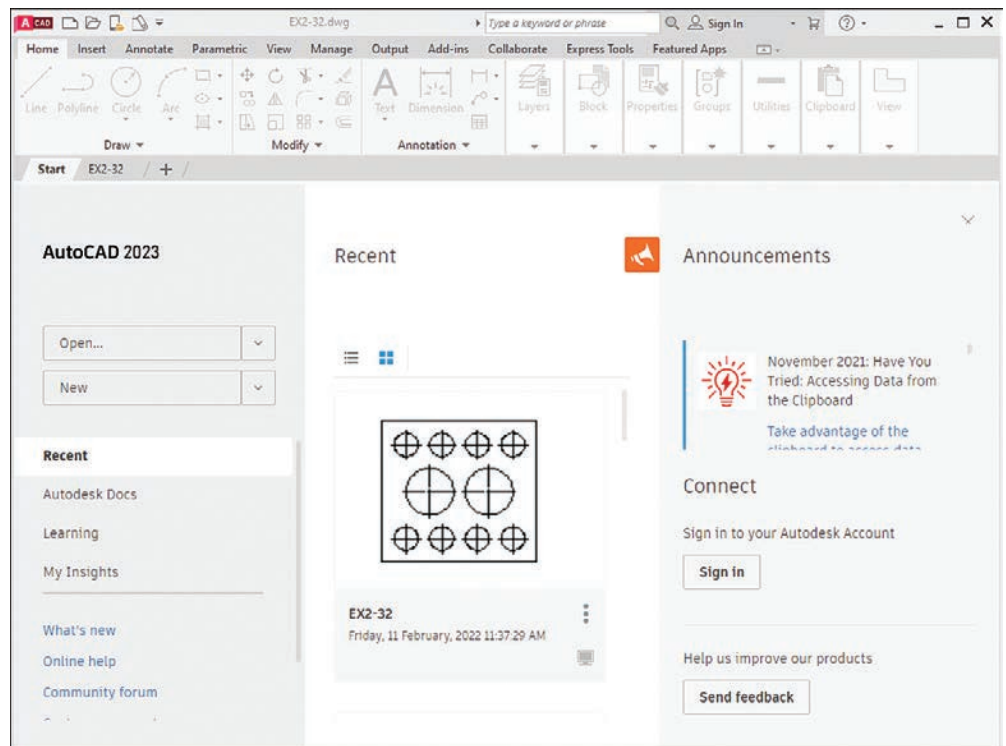 A CAD
EX2-32.dwg
Type a keyword or phrase
Sign In
Home Insert Annotate Parametric View Manage Output Add-ins Collaborate Express Tools Featured Apps
Line Polyline Circle Arc Text Dimension Layers Block Properties Groups Utilities Clipboard View
Draw Modify Annotation
Start EX2-32
AutoCAD 2023
Open...
New
Recent
Autodesk Docs
Learning
My Insights
What's new
Online help
Community forum
Recent
EX2-32
Friday, 11 February, 2022 11:37:29 AM
Announcements
November 2021: Have You
Tried: Accessing Data from
the Clipboard
Take advantage of the
clipboard to access data
Connect
Sign in to your Autodesk Account
Sign in
Help us improve our products
Send feedback